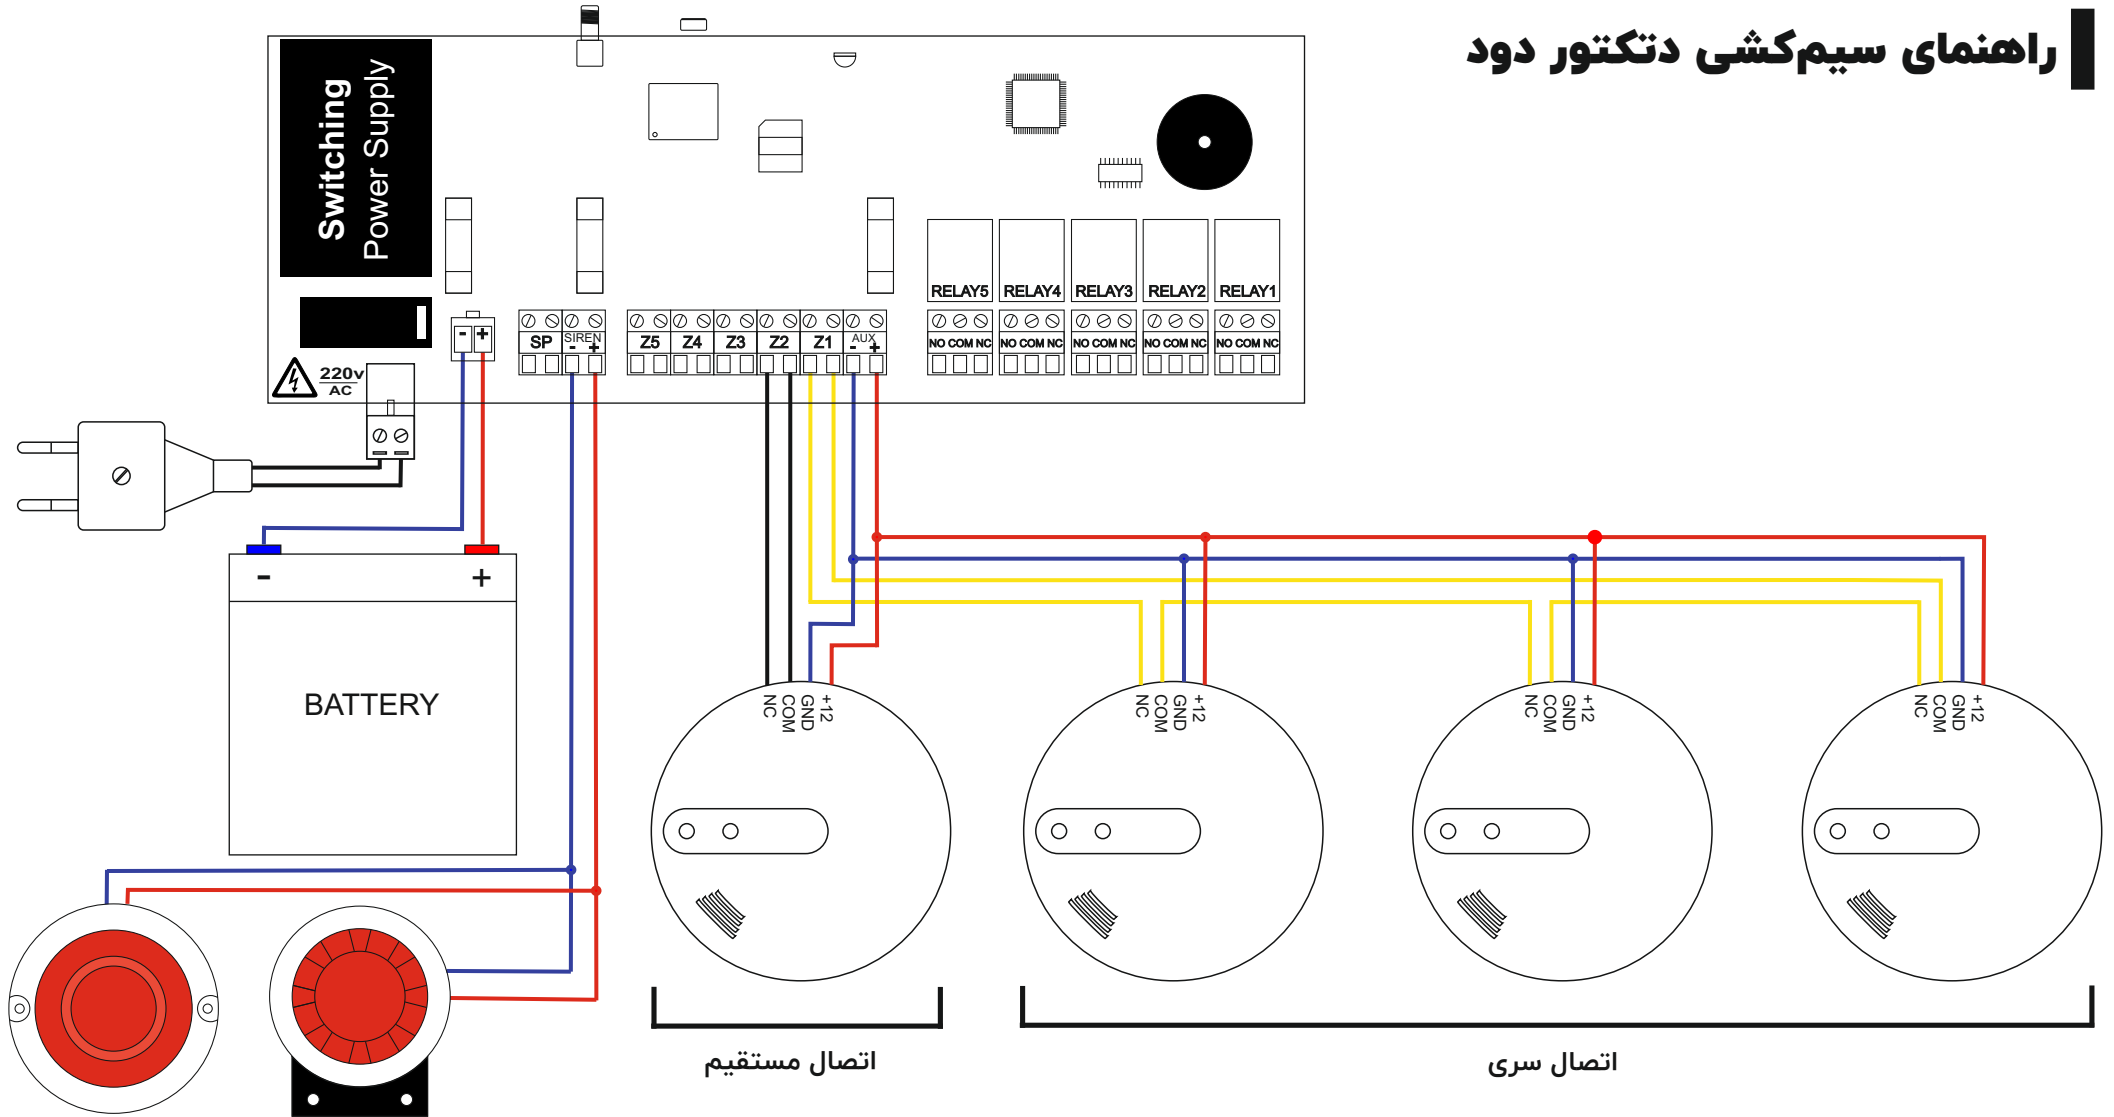 راهنمای سیم‌کشی دتکتور دود
Switching
Power Supply
220v
AC
- +
SP
SIREN
- +
Z5 Z4 Z3 Z2 Z1
AUX
- +
RELAY5 RELAY4 RELAY3 RELAY2 RELAY1
NO COM NC NO COM NC NO COM NC NO COM NC NO COM NC
- +
BATTERY
NC COM GND +12
NC COM GND +12
NC COM GND +12
NC COM GND +12
اتصال مستقیم
اتصال سری